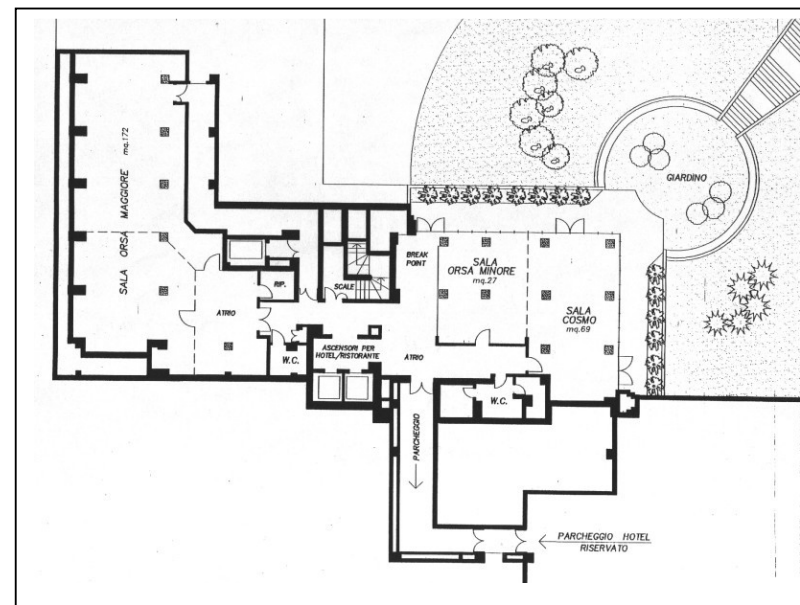 SALA ORSA MAGGIORE mq.172
GIARDINO
BREAK
POINT
SALA
ORSA MINORE
mq.27
SALA
COSMO
mq.69
RIP.
SCALE
ATRIO
W.C.
ASCENSORI PER
HOTEL/RISTORANTE
ATRIO
W.C.
PARCHEGGIO
PARCHEGGIO HOTEL
RISERVATO